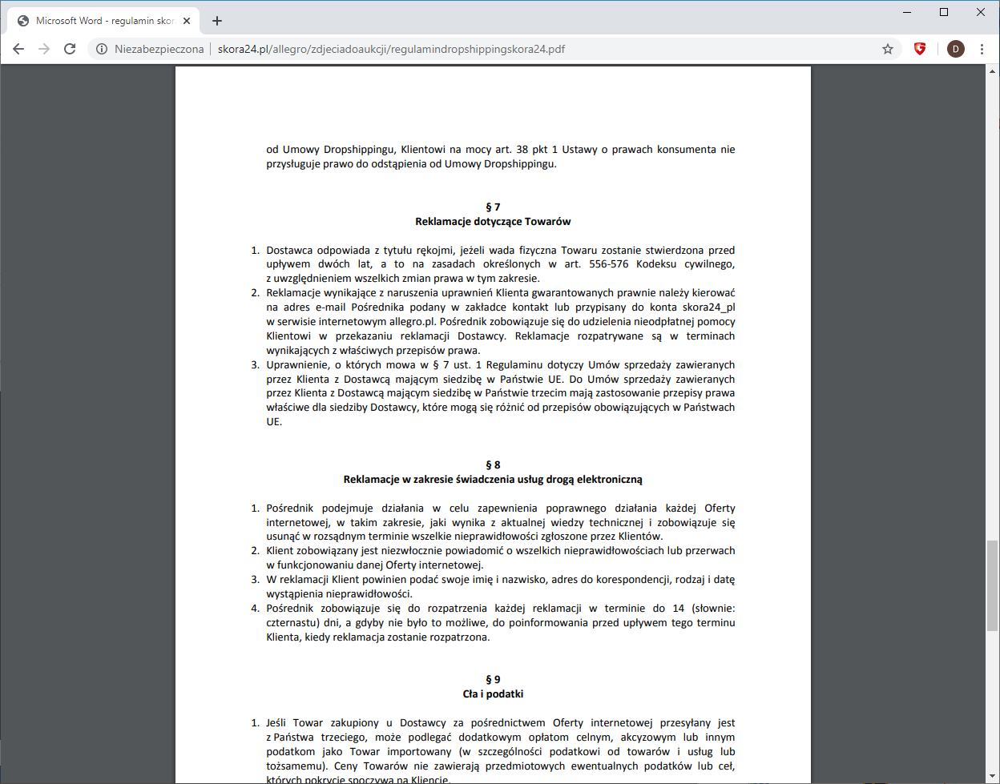 Microsoft Word - regulamin skor
Niezabezpieczona
skora24.pl/allegro/zdjeciadoaukcji/regulamindropshippingskora24.pdf
D
od Umowy Dropshippingu, Klientowi na mocy art. 38 pkt 1 Ustawy o prawach konsumenta nie
przysługuje prawo do odstąpienia od Umowy Dropshippingu.
§ 7
Reklamacje dotyczące Towarów
1. Dostawca odpowiada z tytułu rękojmi, jeżeli wada fizyczna Towaru zostanie stwierdzona przed
upływem dwóch lat, a to na zasadach określonych w art. 556-576 Kodeksu cywilnego,
z uwzględnieniem wszelkich zmian prawa w tym zakresie.
2. Reklamacje wynikające z naruszenia uprawnień Klienta gwarantowanych prawnie należy kierować
na adres e-mail Pośrednika podany w zakładce kontakt lub przypisany do konta skora24_pl
w serwisie internetowym allegro.pl. Pośrednik zobowiązuje się do udzielenia nieodpłatnej pomocy
Klientowi w przekazaniu reklamacji Dostawcy. Reklamacje rozpatrywane są w terminach
wynikających z właściwych przepisów prawa.
3. Uprawnienie, o których mowa w § 7 ust. 1 Regulaminu dotyczy Umów sprzedaży zawieranych
przez Klienta z Dostawcą mającym siedzibę w Państwie UE. Do Umów sprzedaży zawieranych
przez Klienta z Dostawcą mającym siedzibę w Państwie trzecim mają zastosowanie przepisy prawa
właściwe dla siedziby Dostawcy, które mogą się różnić od przepisów obowiązujących w Państwach
UE.
§ 8
Reklamacje w zakresie świadczenia usług drogą elektroniczną
1. Pośrednik podejmuje działania w celu zapewnienia poprawnego działania każdej Oferty
internetowej, w takim zakresie, jaki wynika z aktualnej wiedzy technicznej i zobowiązuje się
usunąć w rozsądnym terminie wszelkie nieprawidłowości zgłoszone przez Klientów.
2. Klient zobowiązany jest niezwłocznie powiadomić o wszelkich nieprawidłowościach lub przerwach
w funkcjonowaniu danej Oferty internetowej.
3. W reklamacji Klient powinien podać swoje imię i nazwisko, adres do korespondencji, rodzaj i datę
wystąpienia nieprawidłowości.
4. Pośrednik zobowiązuje się do rozpatrzenia każdej reklamacji w terminie do 14 (słownie:
czternastu) dni, a gdyby nie było to możliwe, do poinformowania przed upływem tego terminu
Klienta, kiedy reklamacja zostanie rozpatrzona.
§ 9
Cła i podatki
1. Jeśli Towar zakupiony u Dostawcy za pośrednictwem Oferty internetowej przesyłany jest
z Państwa trzeciego, może podlegać dodatkowym opłatom celnym, akcyzowym lub innym
podatkom jako Towar importowany (w szczególności podatkowi od towarów i usług lub
tożsamemu). Ceny Towarów nie zawierają przedmiotowych ewentualnych podatków lub ceł,
których pokrycie spoczywa na Kliencie.